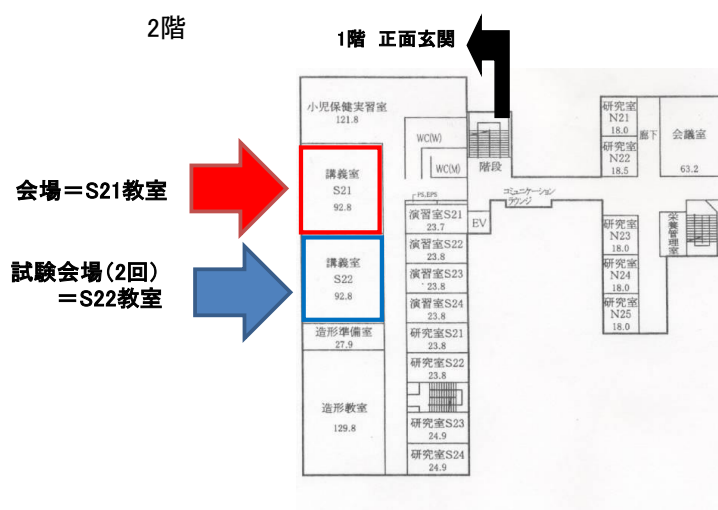 2階
1階 正面玄関
小児保健実習室
121.8
WC(W)
WC(M)
階段
研究室
N21
18.0
研究室
N22
18.5
廊下
会議室
63.2
会場＝S21教室
講義室
S21
92.8
PS,EPS
コミュニケーション
ラウンジ
演習室S21
23.7
EV
栄養管理室
研究室
N23
18.0
試験会場(2回)
＝S22教室
講義室
S22
92.8
演習室S22
23.8
演習室S23
23.8
研究室
N24
18.0
演習室S24
23.8
研究室
N25
18.0
造形準備室
27.9
研究室S21
23.8
研究室S22
23.8
造形教室
129.8
研究室S23
24.9
研究室S24
24.9